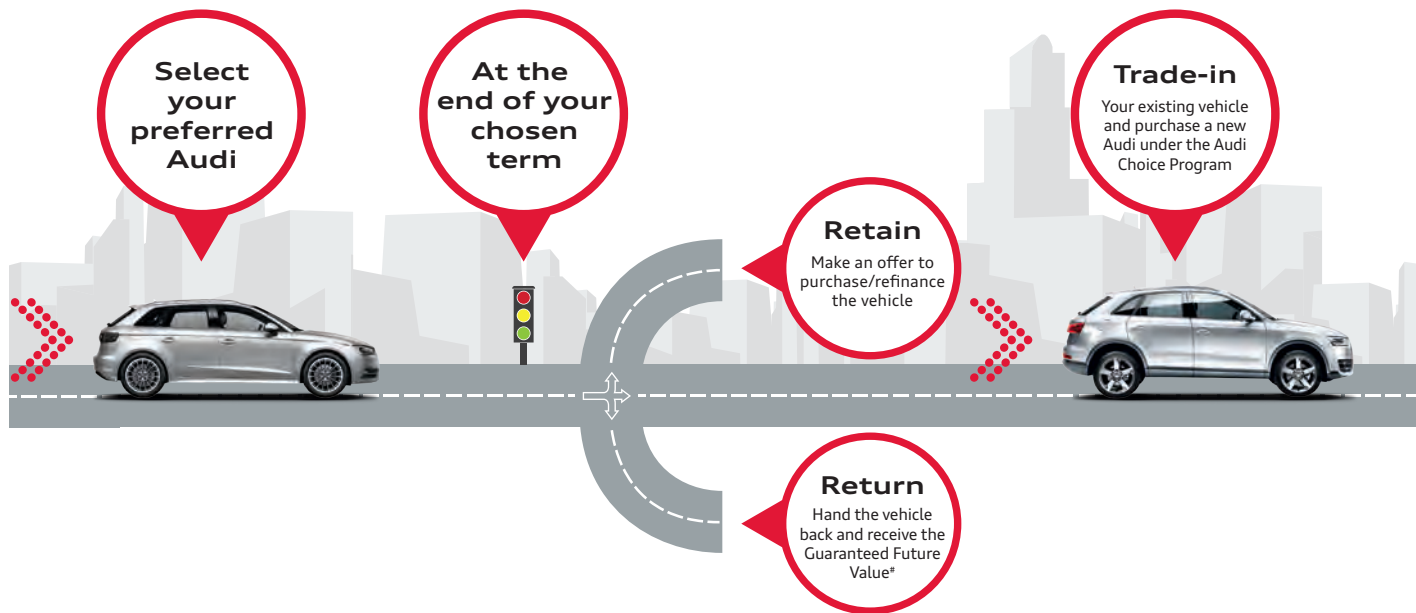 Select
your
preferred
Audi
At the
end of your
chosen
term
Retain
Make an offer to
purchase/refinance
the vehicle
Return
Hand the vehicle
back and receive the
Guaranteed Future
Value#
Trade-in
Your existing vehicle
and purchase a new
Audi under the Audi
Choice Program